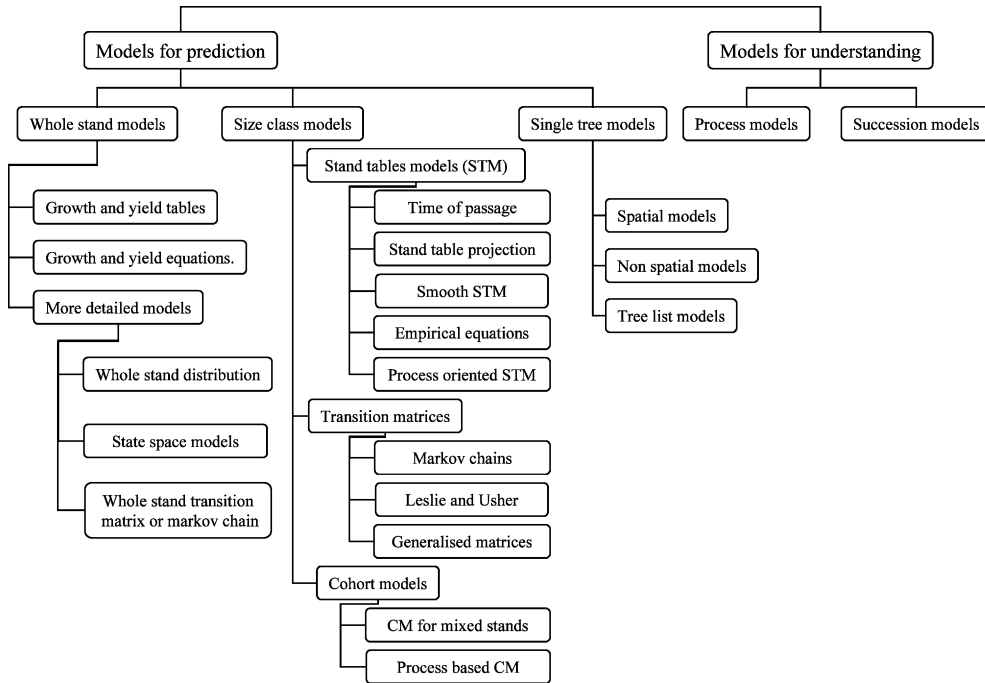 Models for prediction
Models for understanding
Whole stand models
Size class models
Single tree models
Process models
Succession models
Growth and yield tables
Growth and yield equations.
More detailed models
Whole stand distribution
State space models
Whole stand transition
matrix or markov chain
Stand tables models (STM)
Time of passage
Stand table projection
Smooth STM
Empirical equations
Process oriented STM
Transition matrices
Markov chains
Leslie and Usher
Generalised matrices
Cohort models
CM for mixed stands
Process based CM
Spatial models
Non spatial models
Tree list models